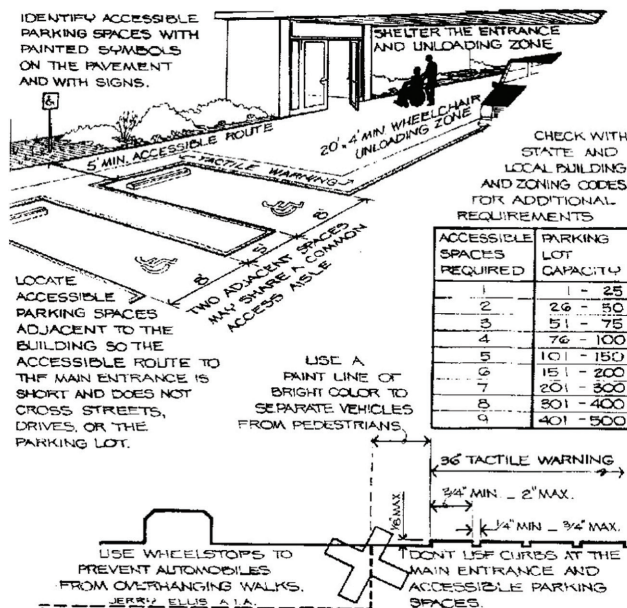 IDENTIFY ACCESSIBLE
PARKING SPACES WITH
PAINTED SYMBOLS
ON THE PAVEMENT
AND WITH SIGNS.
SHELTER THE ENTRANCE
AND UNLOADING ZONE
5' MIN. ACCESSIBLE ROUTE
TACTILE WARNING
20' x 4' MIN. WHEELCHAIR
UNLOADING ZONE
8'
5'
8'
TWO ADJACENT SPACES
MAY SHARE A COMMON
ACCESS AISLE
CHECK WITH
STATE AND
LOCAL BUILDING
AND ZONING CODES
FOR ADDITIONAL
REQUIREMENTS
ACCESSIBLE SPACES REQUIRED PARKING LOT CAPACITY
1 1 - 25
2 26 - 50
3 51 - 75
4 76 - 100
5 101 - 150
6 151 - 200
7 201 - 300
8 301 - 400
9 401 - 500
LOCATE
ACCESSIBLE
PARKING SPACES
ADJACENT TO THE
BUILDING SO THE
ACCESSIBLE ROUTE TO
THE MAIN ENTRANCE IS
SHORT AND DOES NOT
CROSS STREETS,
DRIVES, OR THE
PARKING LOT.
USE A
PAINT LINE OF
BRIGHT COLOR TO
SEPARATE VEHICLES
FROM PEDESTRIANS
36" TACTILE WARNING
3/4" MIN. - 2" MAX.
1/8" MAX
1/4" MIN - 3/4" MAX.
USE WHEELSTOPS TO
PREVENT AUTOMOBILES
FROM OVERHANGING WALKS.
JERRY ELLIS A.I.A.
DONT USE CURBS AT THE
MAIN ENTRANCE AND
ACCESSIBLE PARKING
SPACES.